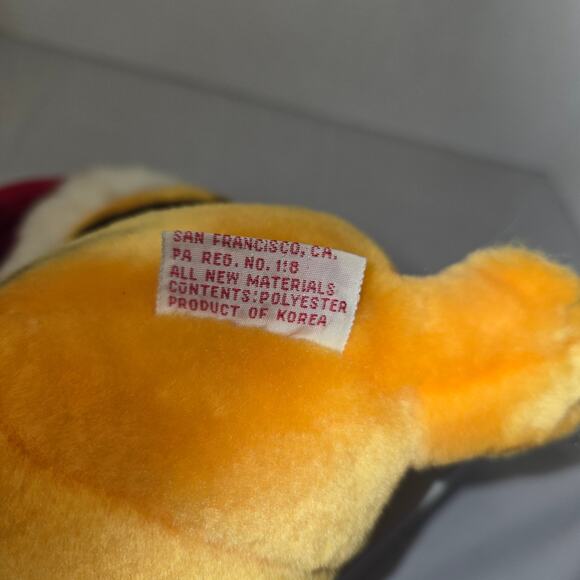 SAN FRANCISCO, CA.
PA REG. NO. 118
ALL NEW MATERIALS
CONTENTS:POLYESTER
PRODUCT OF KOREA